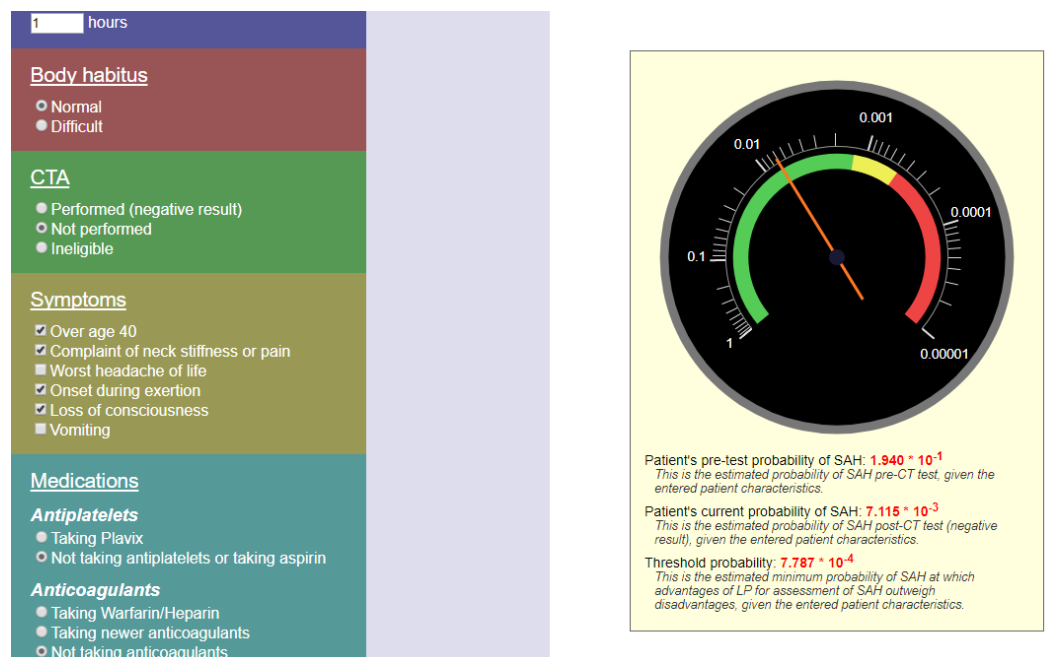 1 hours
Body habitus
Normal
Difficult
CTA
Performed (negative result)
Not performed
Ineligible
Symptoms
Over age 40
Complaint of neck stiffness or pain
Worst headache of life
Onset during exertion
Loss of consciousness
Vomiting
Medications
Antiplatelets
Taking Plavix
Not taking antiplatelets or taking aspirin
Anticoagulants
Taking Warfarin/Heparin
Taking newer anticoagulants
Not taking anticoagulants
0.001
0.01
0.0001
0.1
1
0.00001
Patient's pre-test probability of SAH: 1.940 * 10-1
This is the estimated probability of SAH pre-CT test, given the
entered patient characteristics.
Patient's current probability of SAH: 7.115 * 10-3
This is the estimated probability of SAH post-CT test (negative
result), given the entered patient characteristics.
Threshold probability: 7.787 * 10-4
This is the estimated minimum probability of SAH at which
advantages of LP for assessment of SAH outweigh
disadvantages, given the entered patient characteristics.